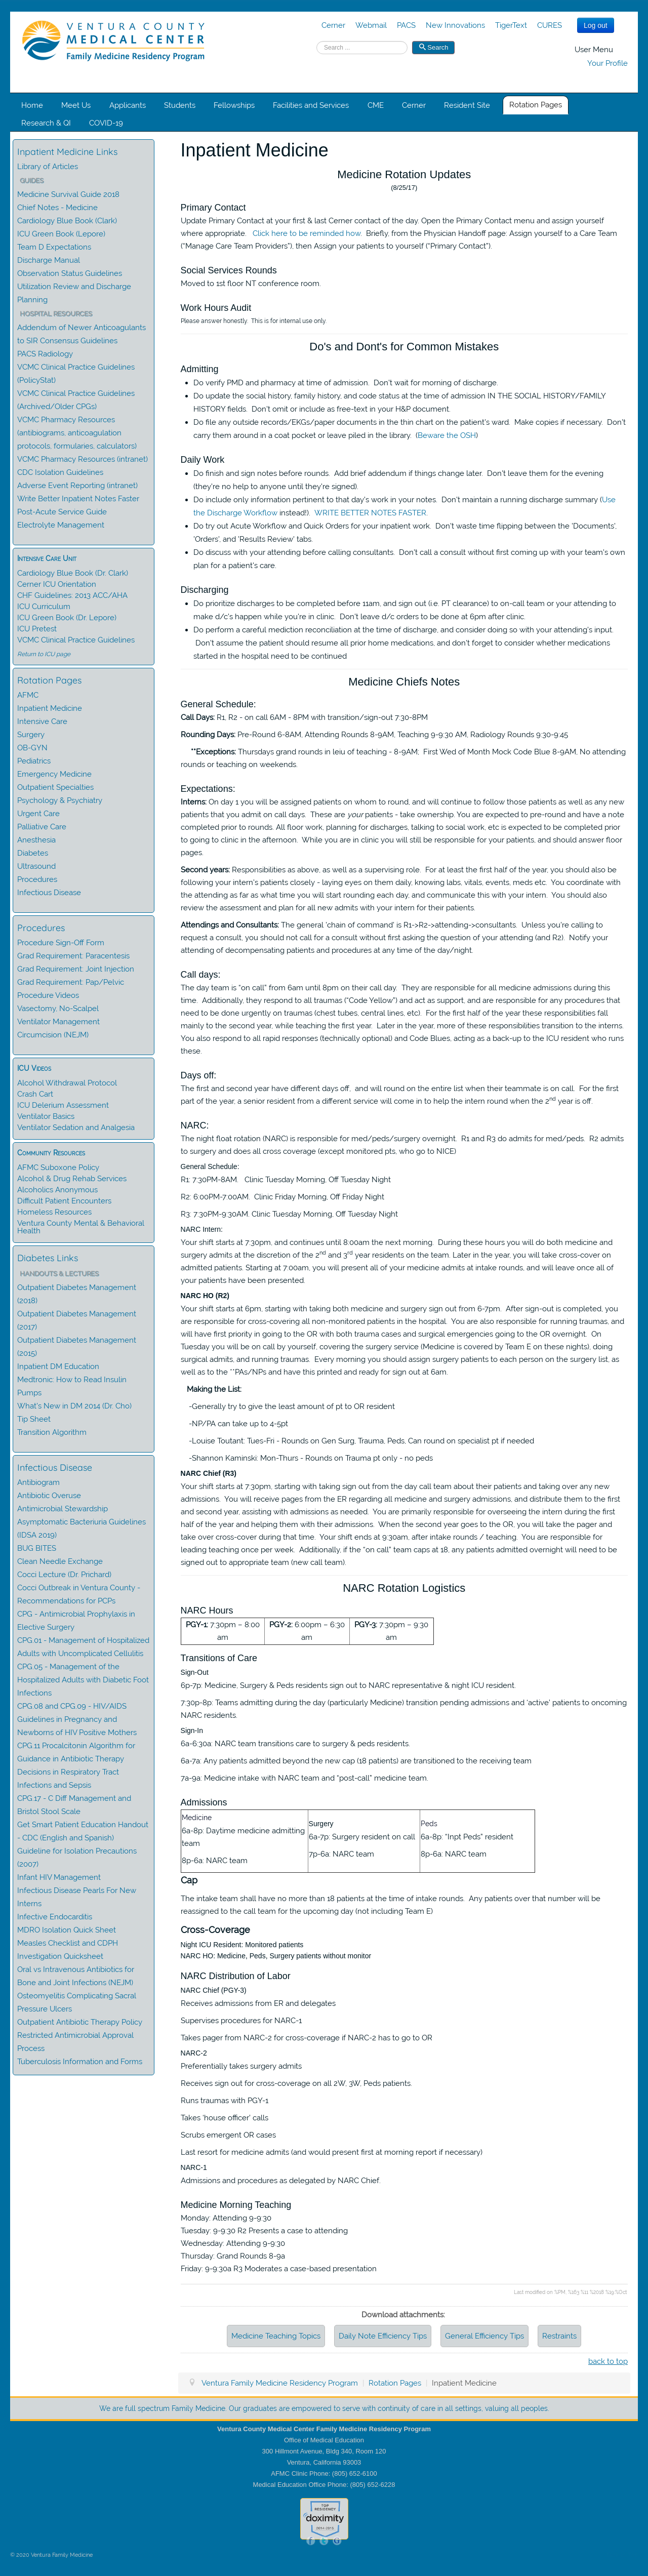 VENTURA COUNTY
MEDICAL CENTER
Family Medicine Residency Program
Cerner Webmail PACS New Innovations TigerText CURES
Log out
Search ...
Search
User Menu
Your Profile
Home Meet Us Applicants Students Fellowships Facilities and Services CME Cerner Resident Site Rotation Pages
Research & QI COVID-19
Inpatient Medicine Links
Library of Articles
GUIDES
Medicine Survival Guide 2018
Chief Notes - Medicine
Cardiology Blue Book (Clark)
ICU Green Book (Lepore)
Team D Expectations
Discharge Manual
Observation Status Guidelines
Utilization Review and Discharge
Planning
HOSPITAL RESOURCES
Addendum of Newer Anticoagulants
to SIR Consensus Guidelines
PACS Radiology
VCMC Clinical Practice Guidelines
(PolicyStat)
VCMC Clinical Practice Guidelines
(Archived/Older CPGs)
VCMC Pharmacy Resources
(antibiograms, anticoagulation
protocols, formularies, calculators)
VCMC Pharmacy Resources (intranet)
CDC Isolation Guidelines
Adverse Event Reporting (intranet)
Write Better Inpatient Notes Faster
Post-Acute Service Guide
Electrolyte Management
Intensive Care Unit
Cardiology Blue Book (Dr. Clark)
Cerner ICU Orientation
CHF Guidelines: 2013 ACC/AHA
ICU Curriculum
ICU Green Book (Dr. Lepore)
ICU Pretest
VCMC Clinical Practice Guidelines
Return to ICU page
Rotation Pages
AFMC
Inpatient Medicine
Intensive Care
Surgery
OB-GYN
Pediatrics
Emergency Medicine
Outpatient Specialties
Psychology & Psychiatry
Urgent Care
Palliative Care
Anesthesia
Diabetes
Ultrasound
Procedures
Infectious Disease
Procedures
Procedure Sign-Off Form
Grad Requirement: Paracentesis
Grad Requirement: Joint Injection
Grad Requirement: Pap/Pelvic
Procedure Videos
Vasectomy, No-Scalpel
Ventilator Management
Circumcision (NEJM)
ICU Videos
Alcohol Withdrawal Protocol
Crash Cart
ICU Delerium Assessment
Ventilator Basics
Ventilator Sedation and Analgesia
Community Resources
AFMC Suboxone Policy
Alcohol & Drug Rehab Services
Alcoholics Anonymous
Difficult Patient Encounters
Homeless Resources
Ventura County Mental & Behavioral
Health
Diabetes Links
HANDOUTS & LECTURES
Outpatient Diabetes Management
(2018)
Outpatient Diabetes Management
(2017)
Outpatient Diabetes Management
(2015)
Inpatient DM Education
Medtronic: How to Read Insulin
Pumps
What's New in DM 2014 (Dr. Cho)
Tip Sheet
Transition Algorithm
Infectious Disease
Antibiogram
Antibiotic Overuse
Antimicrobial Stewardship
Asymptomatic Bacteriuria Guidelines
(IDSA 2019)
BUG BITES
Clean Needle Exchange
Cocci Lecture (Dr. Prichard)
Cocci Outbreak in Ventura County -
Recommendations for PCPs
CPG - Antimicrobial Prophylaxis in
Elective Surgery
CPG.01 - Management of Hospitalized
Adults with Uncomplicated Cellulitis
CPG.05 - Management of the
Hospitalized Adults with Diabetic Foot
Infections
CPG.08 and CPG.09 - HIV/AIDS
Guidelines in Pregnancy and
Newborns of HIV Positive Mothers
CPG.11 Procalcitonin Algorithm for
Guidance in Antibiotic Therapy
Decisions in Respiratory Tract
Infections and Sepsis
CPG.17 - C Diff Management and
Bristol Stool Scale
Get Smart Patient Education Handout
- CDC (English and Spanish)
Guideline for Isolation Precautions
(2007)
Infant HIV Management
Infectious Disease Pearls For New
Interns
Infective Endocarditis
MDRO Isolation Quick Sheet
Measles Checklist and CDPH
Investigation Quicksheet
Oral vs Intravenous Antibiotics for
Bone and Joint Infections (NEJM)
Osteomyelitis Complicating Sacral
Pressure Ulcers
Outpatient Antibiotic Therapy Policy
Restricted Antimicrobial Approval
Process
Tuberculosis Information and Forms
Inpatient Medicine
Medicine Rotation Updates
(8/25/17)
Primary Contact
Update Primary Contact at your first & last Cerner contact of the day. Open the Primary Contact menu and assign yourself
where appropriate. Click here to be reminded how. Briefly, from the Physician Handoff page; Assign yourself to a Care Team
("Manage Care Team Providers"), then Assign your patients to yourself ("Primary Contact").
Social Services Rounds
Moved to 1st floor NT conference room.
Work Hours Audit
Please answer honestly. This is for internal use only.
Do's and Dont's for Common Mistakes
Admitting
• Do verify PMD and pharmacy at time of admission. Don't wait for morning of discharge.
• Do update the social history, family history, and code status at the time of admission IN THE SOCIAL HISTORY/FAMILY
HISTORY fields. Don't omit or include as free-text in your H&P document.
• Do file any outside records/EKGs/paper documents in the thin chart on the patient's ward. Make copies if necessary. Don't
carry them around in a coat pocket or leave piled in the library. (Beware the OSH)
Daily Work
• Do finish and sign notes before rounds. Add brief addendum if things change later. Don't leave them for the evening
(they're no help to anyone until they're signed).
• Do include only information pertinent to that day's work in your notes. Don't maintain a running discharge summary (Use
the Discharge Workflow instead!). WRITE BETTER NOTES FASTER.
• Do try out Acute Workflow and Quick Orders for your inpatient work. Don't waste time flipping between the 'Documents',
'Orders', and 'Results Review' tabs.
• Do discuss with your attending before calling consultants. Don't call a consult without first coming up with your team's own
plan for a patient's care.
Discharging
• Do prioritize discharges to be completed before inter-team, and sign out (i.e. PT clearance) to on-call team or your attending to
make d/c's happen while you're in clinic. Don't leave d/c orders to be done at 6pm after clinic.
• Do perform a careful mediction reconciliation at the time of discharge, and consider doing so with your attending's input.
Don't assume the patient should resume all prior home medications, and don't forget to consider whether medications
started in the hospital need to be continued
Medicine Chiefs Notes
General Schedule:
Call Days: R1, R2 - on call 6AM - 8PM with transition/sign-out 7:30-8PM
Rounding Days: Pre-Round 6-8AM, Attending Rounds 8-9AM, Teaching 9-9:30 AM, Radiology Rounds 9:30-9:45
**Exceptions: Thursdays grand rounds in leiu of teaching - 8-9AM; First Wed of Month Mock Code Blue 8-9AM, No attending
rounds or teaching on weekends.
Expectations:
Interns: On day 1 you will be assigned patients on whom to round, and will continue to follow these patients as well as any new
patients that you admit on call days. These are your patients - take ownership. You are expected to pre-round and have a note
completed prior to rounds. All floor work, planning for discharges, talking to social work, etc is expected to be completed prior
to going to clinic in the afternoon. While you are in clinic you will still be responsible for your patients, and should answer floor
pages.
Second years: Responsibilities as above, as well as a supervising role. For at least the first half of the year, you should also be
following your intern's patients closely - laying eyes on them daily, knowing labs, vitals, events, meds etc. You coordinate with
the attending as far as what time you will start rounding each day, and communicate this with your intern. You should also
review the assessment and plan for all new admits with your intern for their patients.
Attendings and Consultants: The general 'chain of command' is R1->R2->attending->consultants. Unless you're calling to
request a consult, you should not call for a consult without first asking the question of your attending (and R2). Notify your
attending of decompensating patients and procedures at any time of the day/night.
Call days:
The day team is "on call" from 6am until 8pm on their call day. They are responsible for all medicine admissions during this
time. Additionally, they respond to all traumas ("Code Yellow") and act as support, and are often responsible for procedures that
need to be done urgently in trauma patients (chest tubes, central lines, etc). For the first half of the year these responsibilities fall
mainly to the second year, while teaching the first year. Later in the year, more of these responsibilities transition to the interns.
You also respond to all rapid responses (technically optional) and Code Blues, acting as a back-up to the ICU resident who runs
these.
Days off:
The first and second year have different days off, and will round on the entire list when their teammate is on call. For the first
part of the year, a senior resident from a different service will come in to help the intern round when the 2nd year is off.
NARC:
The night float rotation (NARC) is responsible for med/peds/surgery overnight. R1 and R3 do admits for med/peds. R2 admits
to surgery and does all cross coverage (except monitored pts, who go to NICE)
General Schedule:
R1: 7:30PM-8AM. Clinic Tuesday Morning, Off Tuesday Night
R2: 6:00PM-7:00AM. Clinic Friday Morning, Off Friday Night
R3: 7:30PM-9:30AM. Clinic Tuesday Morning, Off Tuesday Night
NARC Intern:
Your shift starts at 7:30pm, and continues until 8:00am the next morning. During these hours you will do both medicine and
surgery admits at the discretion of the 2nd and 3rd year residents on the team. Later in the year, you will take cross-cover on
different patients. Starting at 7:00am, you will present all of your medicine admits at intake rounds, and will leave once all of
your patients have been presented.
NARC HO (R2)
Your shift starts at 6pm, starting with taking both medicine and surgery sign out from 6-7pm. After sign-out is completed, you
are responsible for cross-covering all non-monitored patients in the hospital. You are also responsible for running traumas, and
will have first priority in going to the OR with both trauma cases and surgical emergencies going to the OR overnight. On
Tuesday you will be on call by yourself, covering the surgery service (Medicine is covered by Team E on these nights), doing
surgical admits, and running traumas. Every morning you should assign surgery patients to each person on the surgery list, as
well as to the **PAs/NPs and have this printed and ready for sign out at 6am.
Making the List:
-Generally try to give the least amount of pt to OR resident
-NP/PA can take up to 4-5pt
-Louise Toutant: Tues-Fri - Rounds on Gen Surg, Trauma, Peds, Can round on specialist pt if needed
-Shannon Kaminski: Mon-Thurs - Rounds on Trauma pt only - no peds
NARC Chief (R3)
Your shift starts at 7:30pm, starting with taking sign out from the day call team about their sick patients and taking over any new
admissions. You will receive pages from the ER regarding all medicine and surgery admissions, and distribute them to the first
and second year, assisting with admissions as needed. You are primarily responsible for overseeing the intern during the first
half of the year and helping them with their admissions. When the second year goes to the OR, you will take the pager and
take over cross-cover during that time. Your shift ends at 9:30am, after intake rounds / teaching. You are responsible for
leading teaching once per week. Additionally, if the "on call" team caps at 18, any patients admitted overnight will need to be
signed out to appropriate team (new call team).
NARC Rotation Logistics
NARC Hours
PGY-1: 7:30pm – 8:00 am
PGY-2: 6:00pm – 6:30 am
PGY-3: 7:30pm – 9:30 am
Transitions of Care
Sign-Out
6p-7p: Medicine, Surgery & Peds residents sign out to NARC representative & night ICU resident.
7:30p-8p: Teams admitting during the day (particularly Medicine) transition pending admissions and 'active' patients to oncoming
NARC residents.
Sign-In
6a-6:30a: NARC team transitions care to surgery & peds residents.
6a-7a: Any patients admitted beyond the new cap (18 patients) are transitioned to the receiving team
7a-9a: Medicine intake with NARC team and "post-call" medicine team.
Admissions
Medicine
6a-8p: Daytime medicine admitting
team
8p-6a: NARC team
Surgery
6a-7p: Surgery resident on call
7p-6a: NARC team
Peds
6a-8p: "Inpt Peds" resident
8p-6a: NARC team
Cap
The intake team shall have no more than 18 patients at the time of intake rounds. Any patients over that number will be
reassigned to the call team for the upcoming day (not including Team E)
Cross-Coverage
Night ICU Resident: Monitored patients
NARC HO: Medicine, Peds, Surgery patients without monitor
NARC Distribution of Labor
NARC Chief (PGY-3)
Receives admissions from ER and delegates
Supervises procedures for NARC-1
Takes pager from NARC-2 for cross-coverage if NARC-2 has to go to OR
NARC-2
Preferentially takes surgery admits
Receives sign out for cross-coverage on all 2W, 3W, Peds patients.
Runs traumas with PGY-1
Takes 'house officer' calls
Scrubs emergent OR cases
Last resort for medicine admits (and would present first at morning report if necessary)
NARC-1
Admissions and procedures as delegated by NARC Chief.
Medicine Morning Teaching
Monday: Attending 9-9:30
Tuesday: 9-9:30 R2 Presents a case to attending
Wednesday: Attending 9-9:30
Thursday: Grand Rounds 8-9a
Friday: 9-9:30a R3 Moderates a case-based presentation
Download attachments:
Medicine Teaching Topics Daily Note Efficiency Tips General Efficiency Tips Restraints
back to top
Ventura Family Medicine Residency Program | Rotation Pages | Inpatient Medicine
We are full spectrum Family Medicine. Our graduates are empowered to serve with continuity of care in all settings, valuing all peoples.
Ventura County Medical Center Family Medicine Residency Program
Office of Medical Education
300 Hillmont Avenue, Bldg 340, Room 120
Ventura, California 93003
AFMC Clinic Phone: (805) 652-6100
Medical Education Office Phone: (805) 652-6228
TOP
RESIDENCY
doximity
© 2020 Ventura Family Medicine